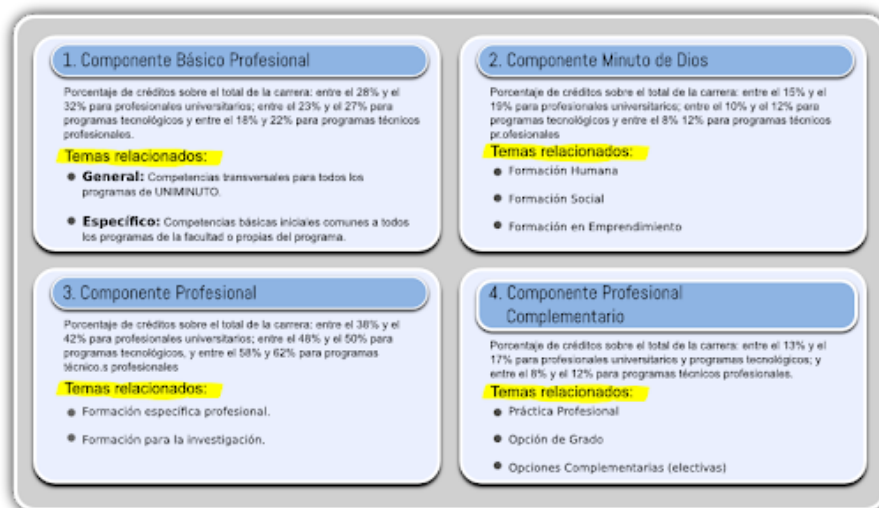 1. Componente Básico Profesional
Porcentaje de créditos sobre el total de la carrera: entre el 28% y el
32% para profesionales universitarios; entre el 23% y el 27% para
programas tecnológicos y entre el 18% y 22% para programas técnicos
profesionales.
Temas relacionados:
General: Competencias transversales para todos los
programas de UNIMINUTO.
Específico: Competencias básicas iniciales comunes a todos
los programas de la facultad o propias del programa.
2. Componente Minuto de Dios
Porcentaje de créditos sobre el total de la carrera: entre el 15% y el
19% para profesionales universitarios; entre el 10% y el 12% para
programas tecnológicos y entre el 8% 12% para programas técnicos
pr.ofesionales
Temas relacionados:
Formación Humana
Formación Social
Formación en Emprendimiento
3. Componente Profesional
Porcentaje de créditos sobre el total de la carrera: entre el 38% y el
42% para profesionales universitarios; entre el 48% y el 50% para
programas tecnológicos, y entre el 58% y 62% para programas
técnico.s profesionales
Temas relacionados:
Formación específica profesional.
Formación para la investigación.
4. Componente Profesional
Complementario
Porcentaje de créditos sobre el total de la carrera: entre el 13% y el
17% para profesionales universitarios y programas tecnológicos; y
entre el 8% y el 12% para programas técnicos profesionales.
Temas relacionados:
Práctica Profesional
Opción de Grado
Opciones Complementarias (electivas)